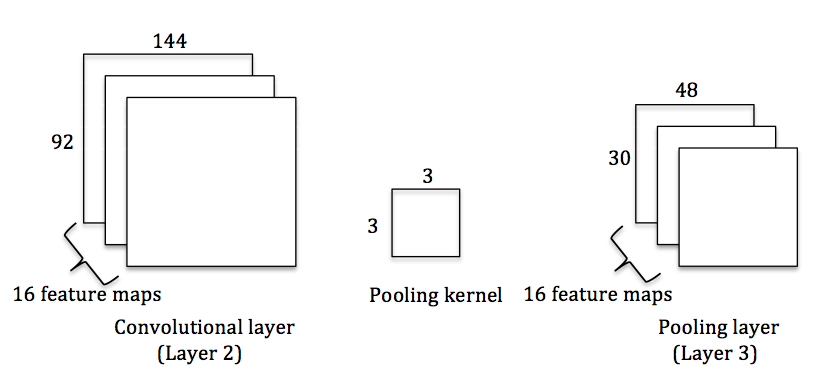 144
92
16 feature maps
Convolutional layer
(Layer 2)
3
3
Pooling kernel
48
30
16 feature maps
Pooling layer
(Layer 3)